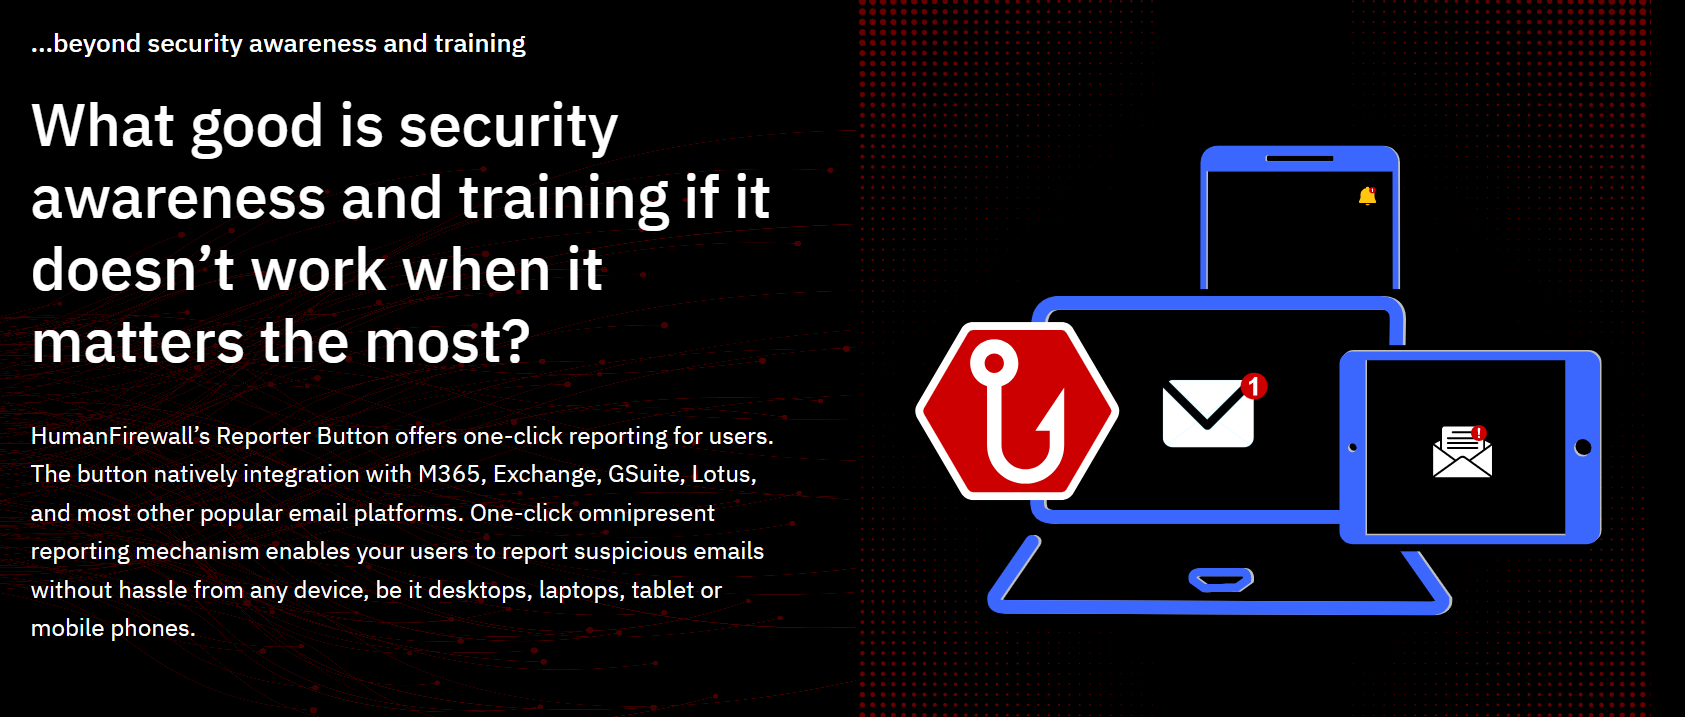 ...beyond security awareness and training
What good is security
awareness and training if it
doesn’t work when it
matters the most?
HumanFirewall’s Reporter Button offers one-click reporting for users.
The button natively integration with M365, Exchange, GSuite, Lotus,
and most other popular email platforms. One-click omnipresent
reporting mechanism enables your users to report suspicious emails
without hassle from any device, be it desktops, laptops, tablet or
mobile phones.
1
!